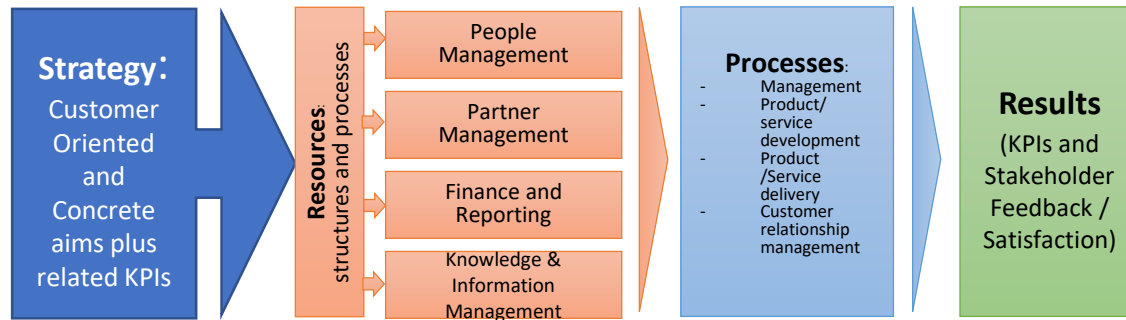 Strategy:
Customer
Oriented
and
Concrete
aims plus
related KPIs
Resources:
structures and processes
People
Management
Partner
Management
Finance and
Reporting
Knowledge &
Information
Management
Processes:
- Management
- Product/
service
development
- Product
/Service
delivery
- Customer
relationship
management
Results
(KPIs and
Stakeholder
Feedback /
Satisfaction)